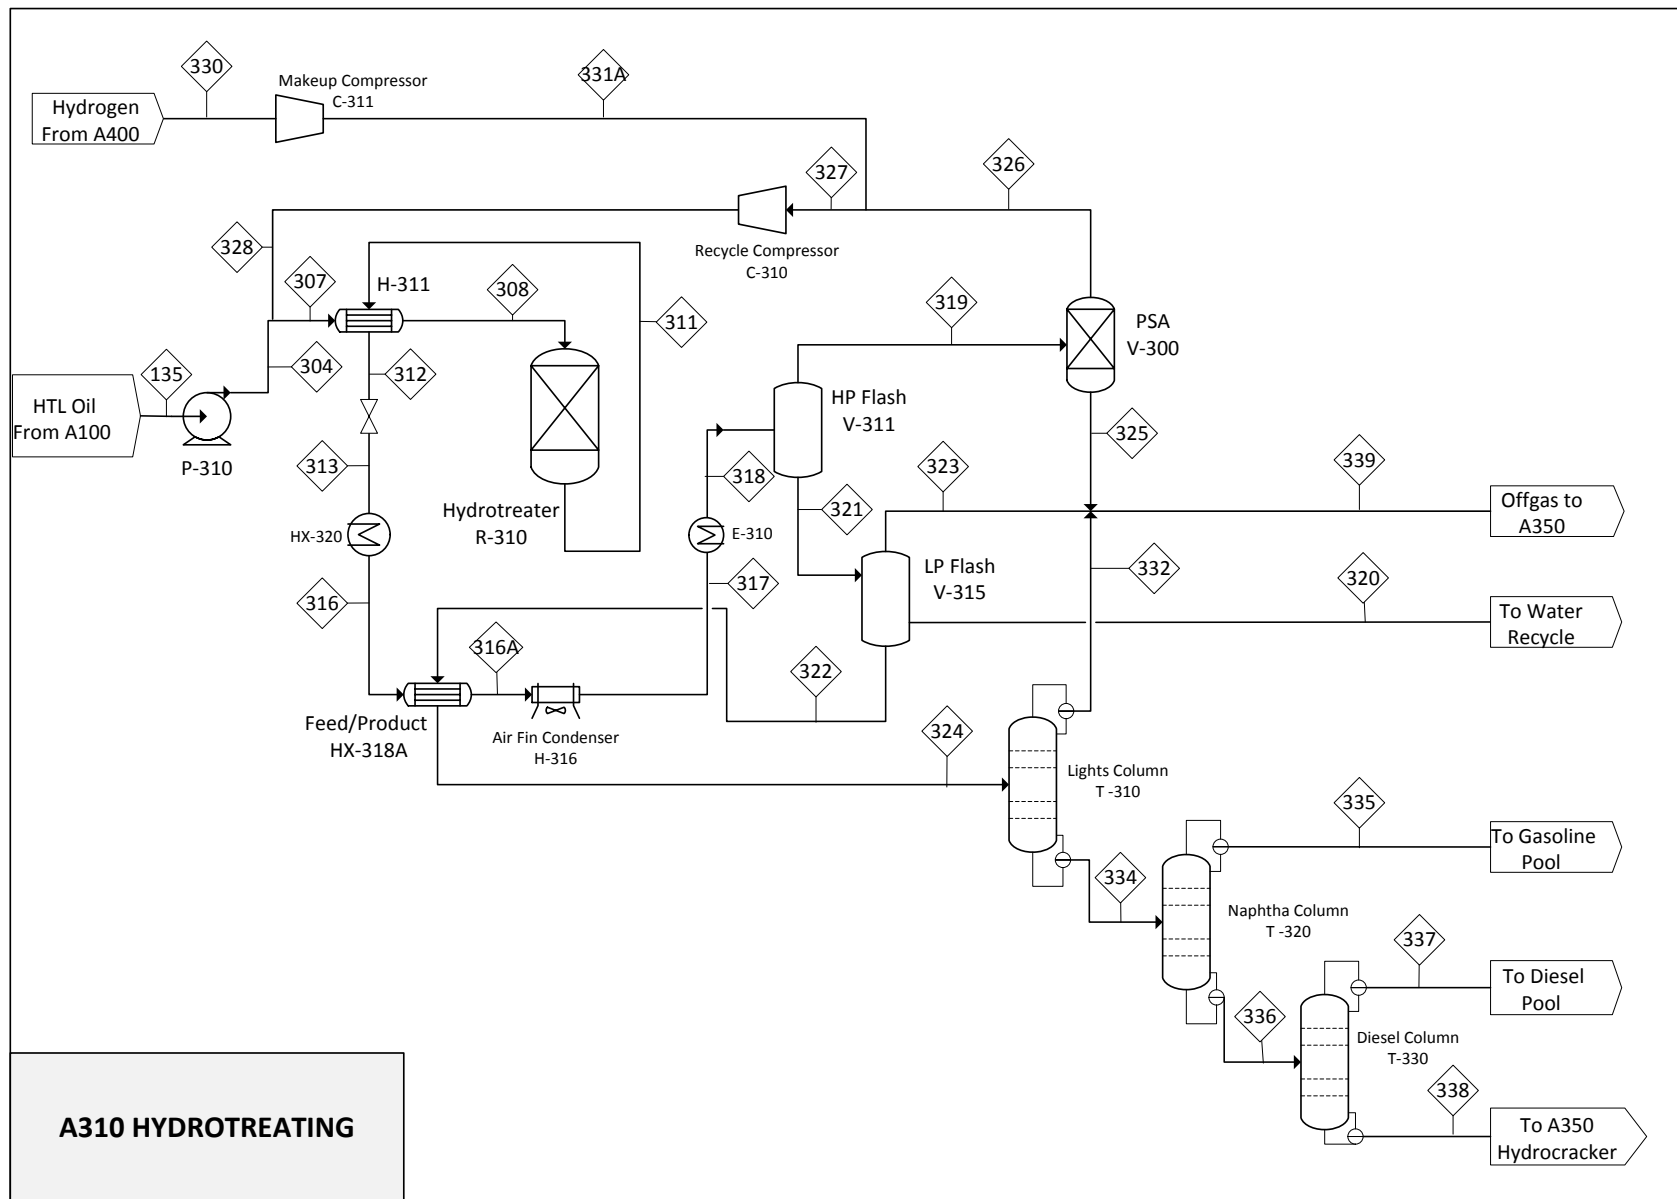 330
Makeup Compressor
C-311
331A
Hydrogen
From A400
327
326
328
Recycle Compressor
C-310
307
H-311
308
319
311
PSA
V-300
135
304
312
HTL Oil
From A100
P-310
HP Flash
V-311
313
318
321
323
325
339
Offgas to
A350
HX-320
Hydrotreater
R-310
E-310
LP Flash
V-315
317
332
320
316
To Water
Recycle
316A
322
Feed/Product
HX-318A
Air Fin Condenser
H-316
324
Lights Column
T -310
335
To Gasoline
Pool
334
Naphtha Column
T -320
337
To Diesel
Pool
336
Diesel Column
T-330
338
A310 HYDROTREATING
To A350
Hydrocracker